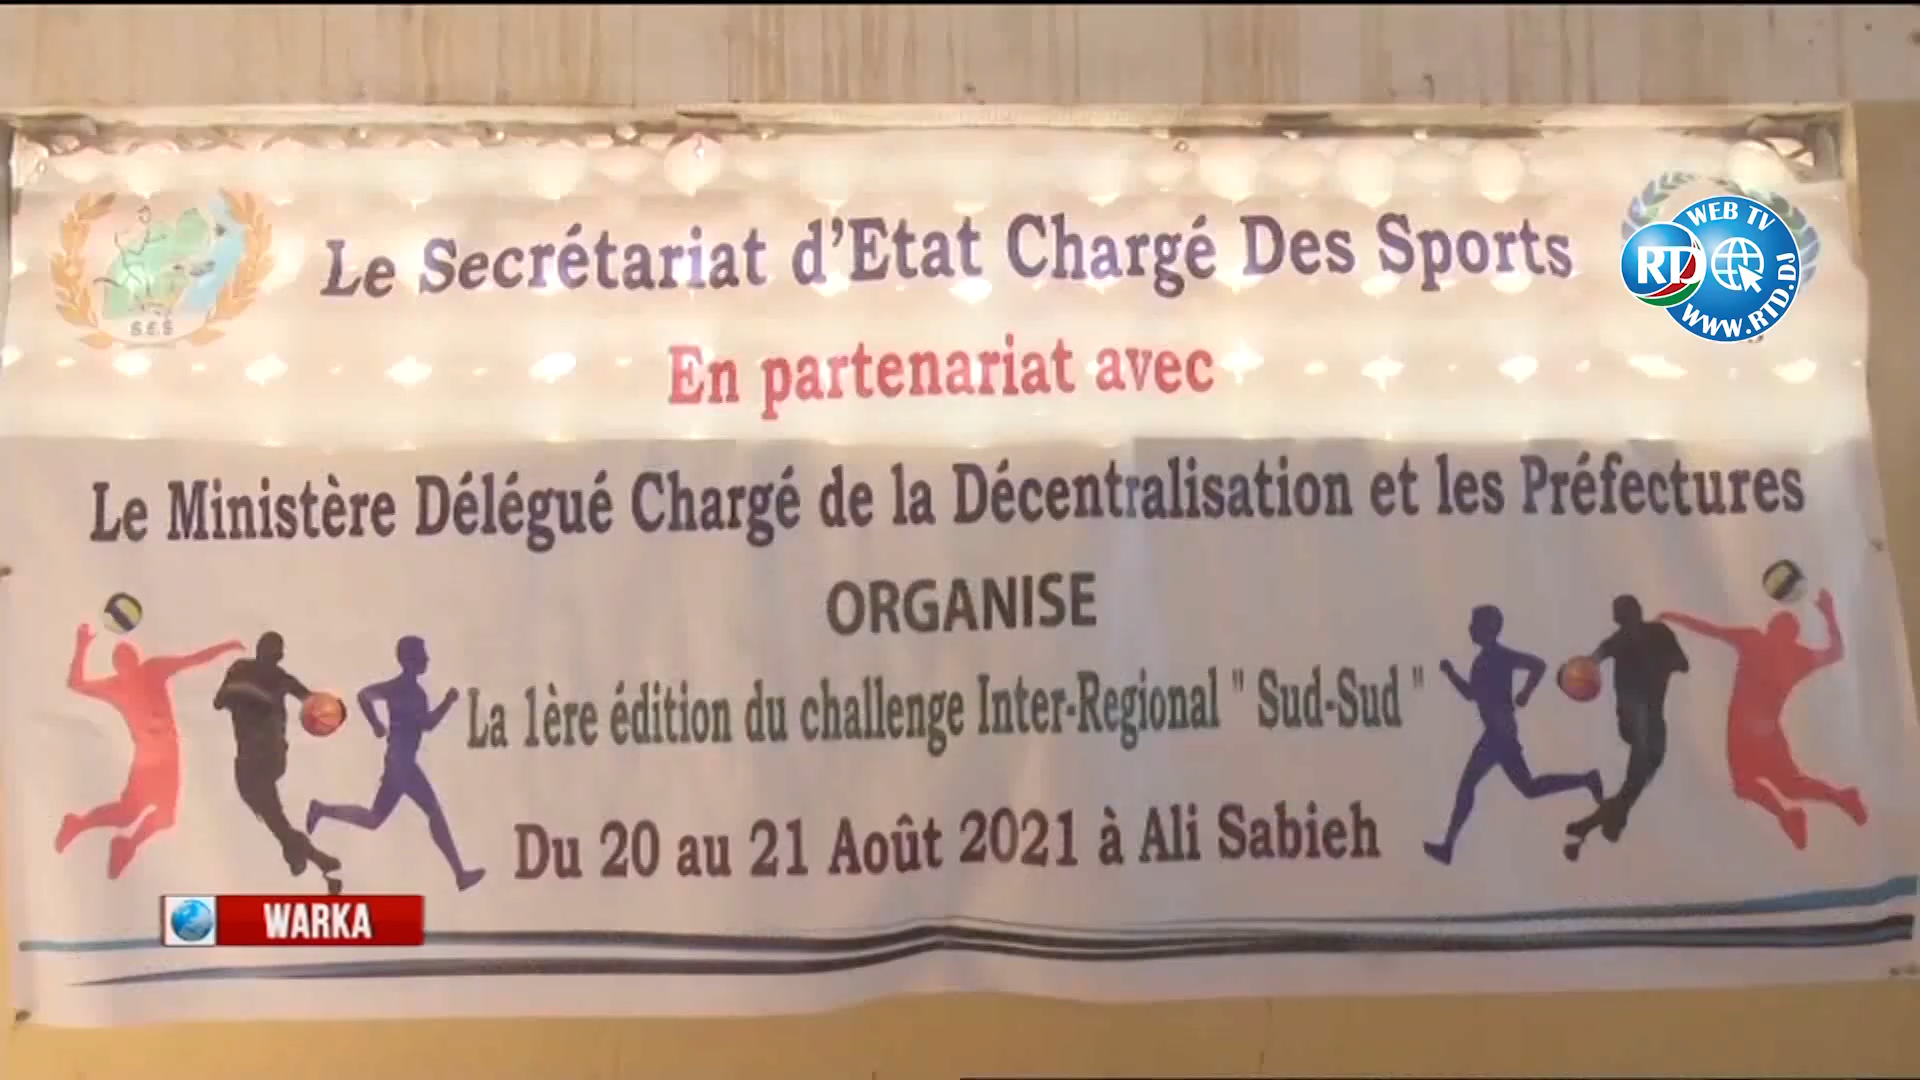 Le Secrétariat d'Etat Chargé Des Sports
WEB TV
RTD
WWW.RTD.DJ
S.E.S
En partenariat avec
Le Ministère Délégué Chargé de la Décentralisation et les Préfectures
ORGANISE
La 1ère édition du challenge Inter-Regional " Sud-Sud "
Du 20 au 21 Août 2021 à Ali Sabieh
WARKA